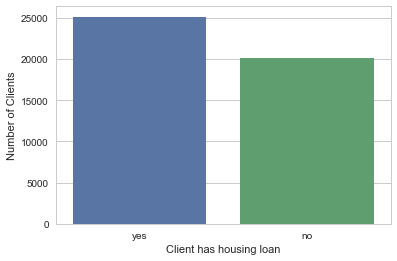 Number of Clients
25000
20000
15000
10000
5000
0
yes no
Client has housing loan